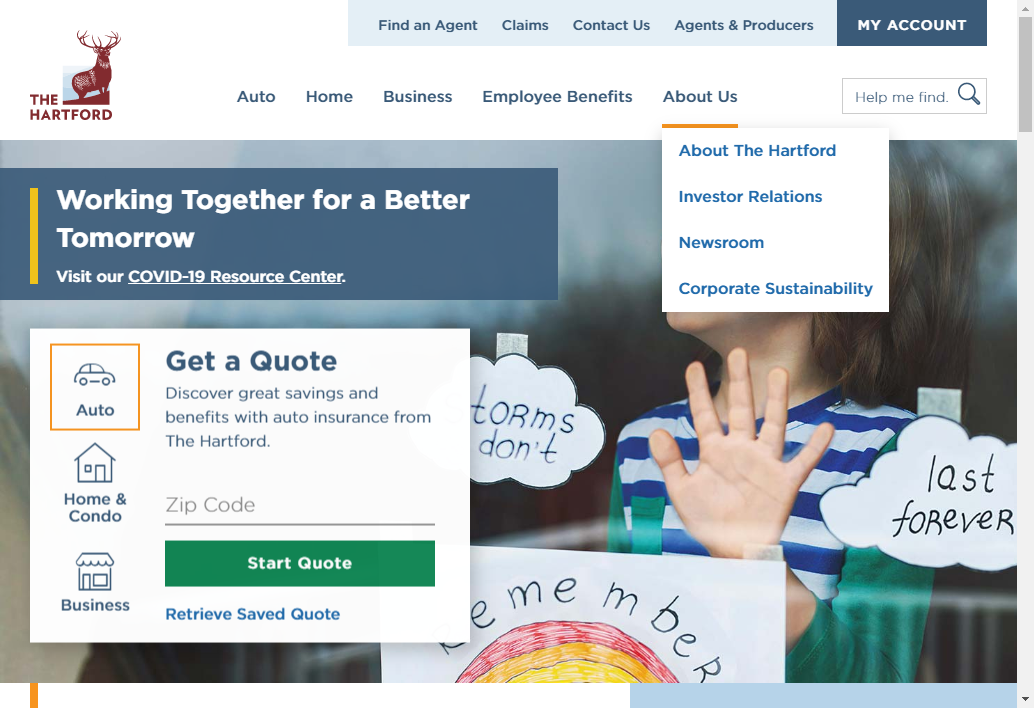 Find an Agent
Claims
Contact Us
Agents & Producers
MY ACCOUNT
THE
HARTFORD
Auto
Home
Business
Employee Benefits
About Us
Help me find.
About The Hartford
Investor Relations
Newsroom
Corporate Sustainability
Working Together for a Better
Tomorrow
Visit our COVID-19 Resource Center.
Auto
Home &
Condo
Business
Get a Quote
Discover great savings and
benefits with auto insurance from
The Hartford.
Zip Code
Start Quote
Retrieve Saved Quote
torms
don't
last
forever
emember